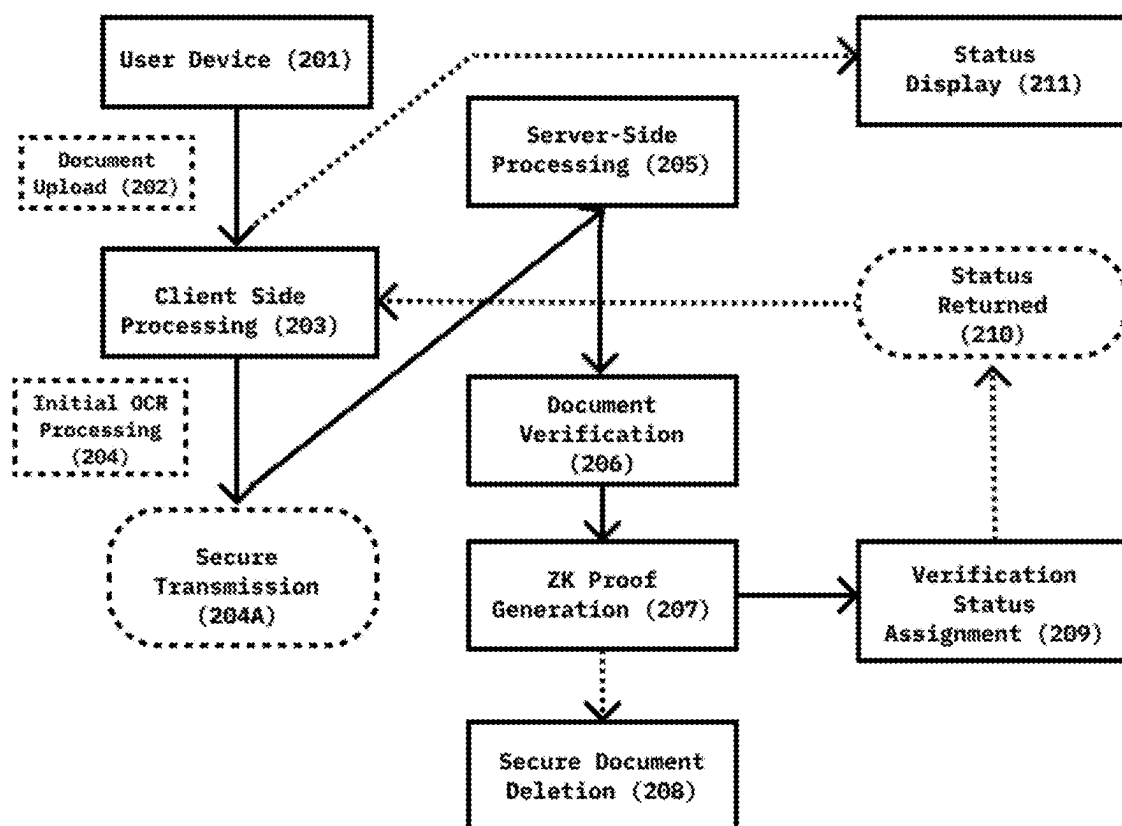 User Device (201)
Document
Upload (202)
Client Side
Processing (203)
Initial OCR
Processing
(204)
Secure
Transmission
(204A)
Server-Side
Processing (205)
Document
Verification
(206)
ZK Proof
Generation (207)
Secure Document
Deletion (208)
Verification
Status
Assignment (209)
Status
Returned
(210)
Status
Display (211)